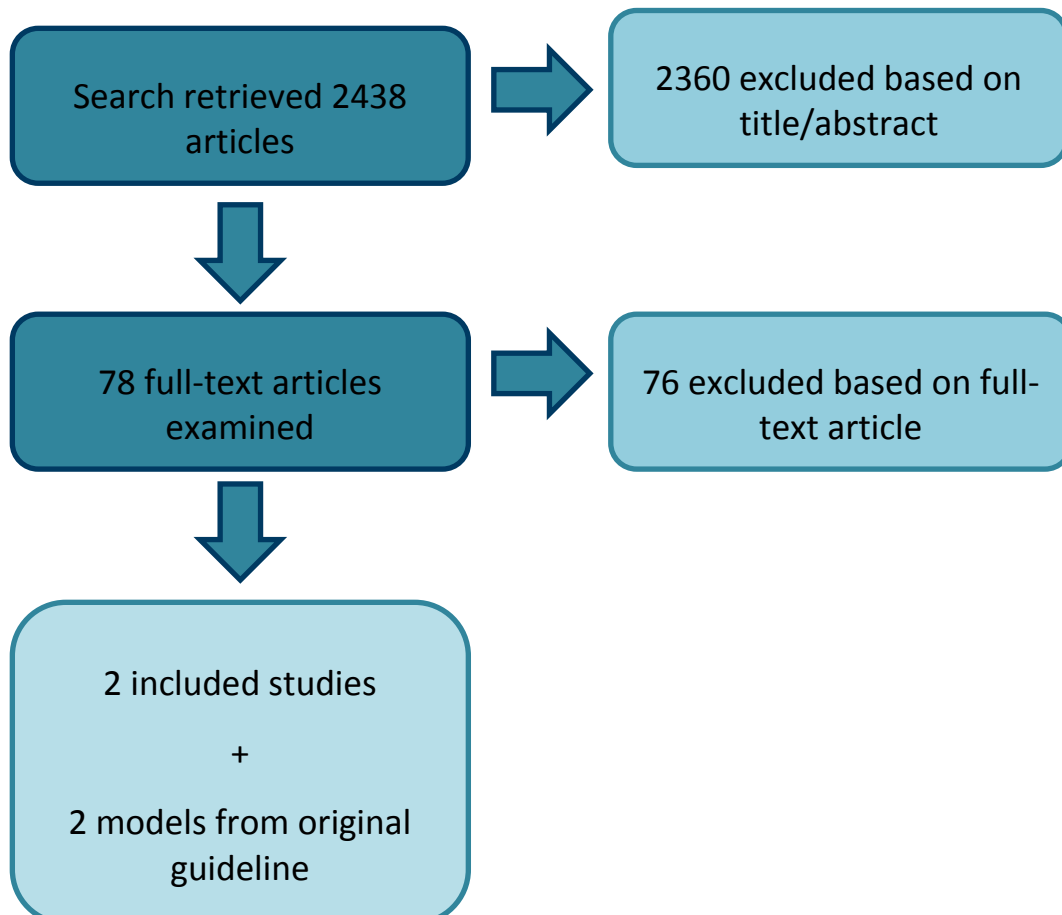 Search retrieved 2438
articles
2360 excluded based on
title/abstract
78 full-text articles
examined
76 excluded based on full-
text article
2 included studies
+
2 models from original
guideline